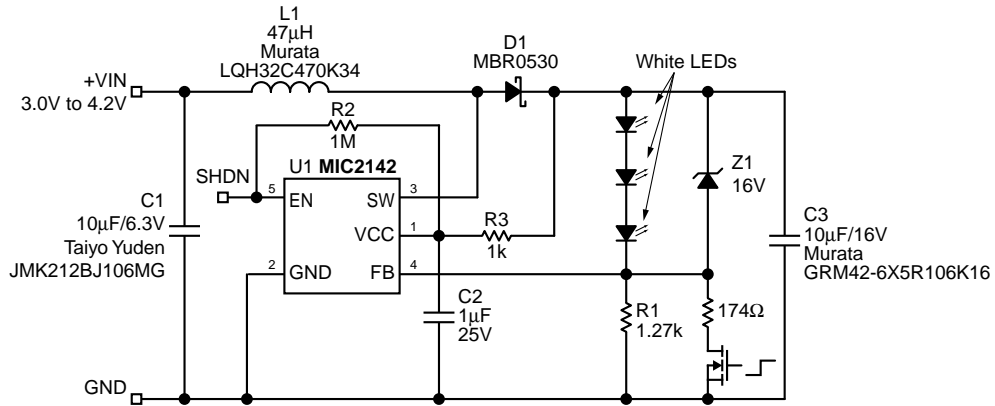 L1
47µH
Murata
LQH32C470K34
D1
MBR0530
White LEDs
+VIN
3.0V to 4.2V
R2
1M
U1 MIC2142
SHDN
5
EN
SW
3
VCC
1
R3
1k
2
GND
FB
4
Z1
16V
C1
10µF/6.3V
Taiyo Yuden
JMK212BJ106MG
C3
10µF/16V
Murata
GRM42-6X5R106K16
C2
1µF
25V
R1
1.27k
174Ω
GND